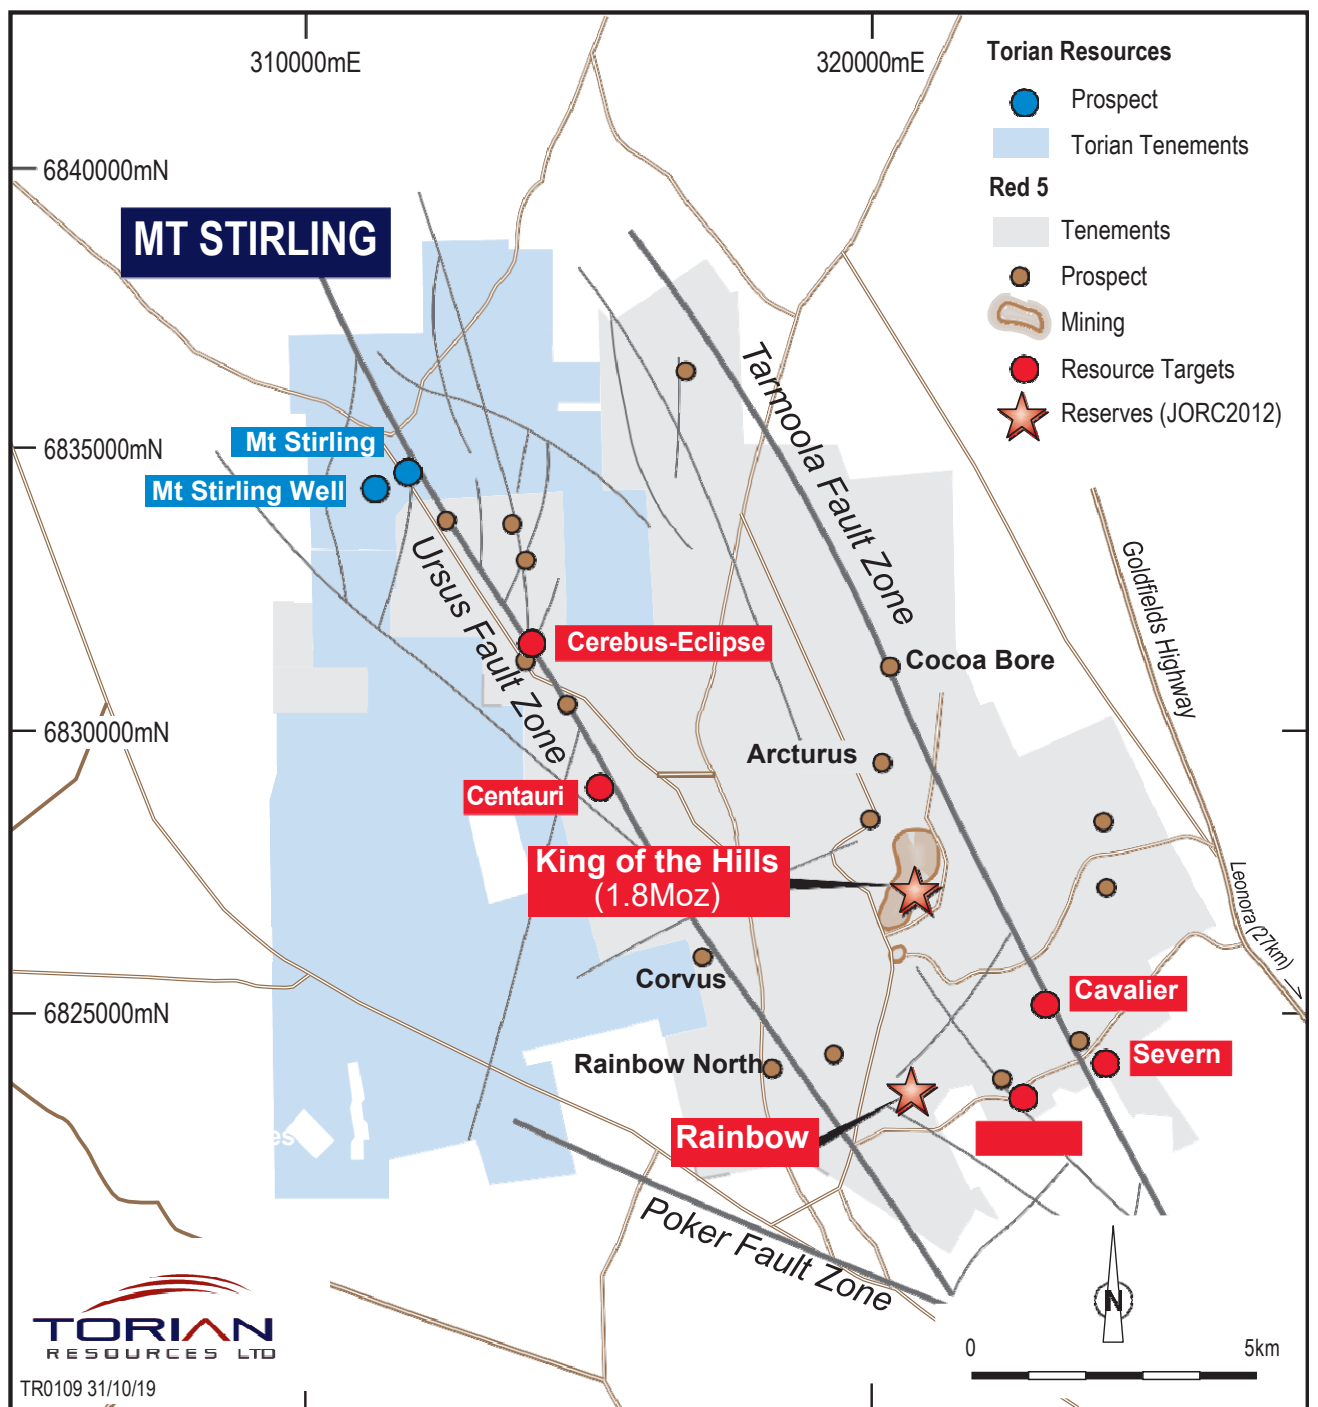 310000mE
320000mE
Torian Resources
Prospect
Torian Tenements
Red 5
Tenements
Prospect
Mining
Resource Targets
Reserves (JORC2012)
6840000mN
MT STIRLING
6835000mN
Mt Stirling
Mt Stirling Well
Tarmoola Fault Zone
Ursus Fault Zone
Goldfields Highway
Cerebus-Eclipse
Cocoa Bore
6830000mN
Arcturus
Centauri
King of the Hills
(1.8Moz)
Leonora (27km)
Corvus
Cavalier
6825000mN
Severn
Rainbow North
Rainbow
es
Poker Fault Zone
N
TORIAN
RESOURCES LTD
0
5km
TR0109 31/10/19